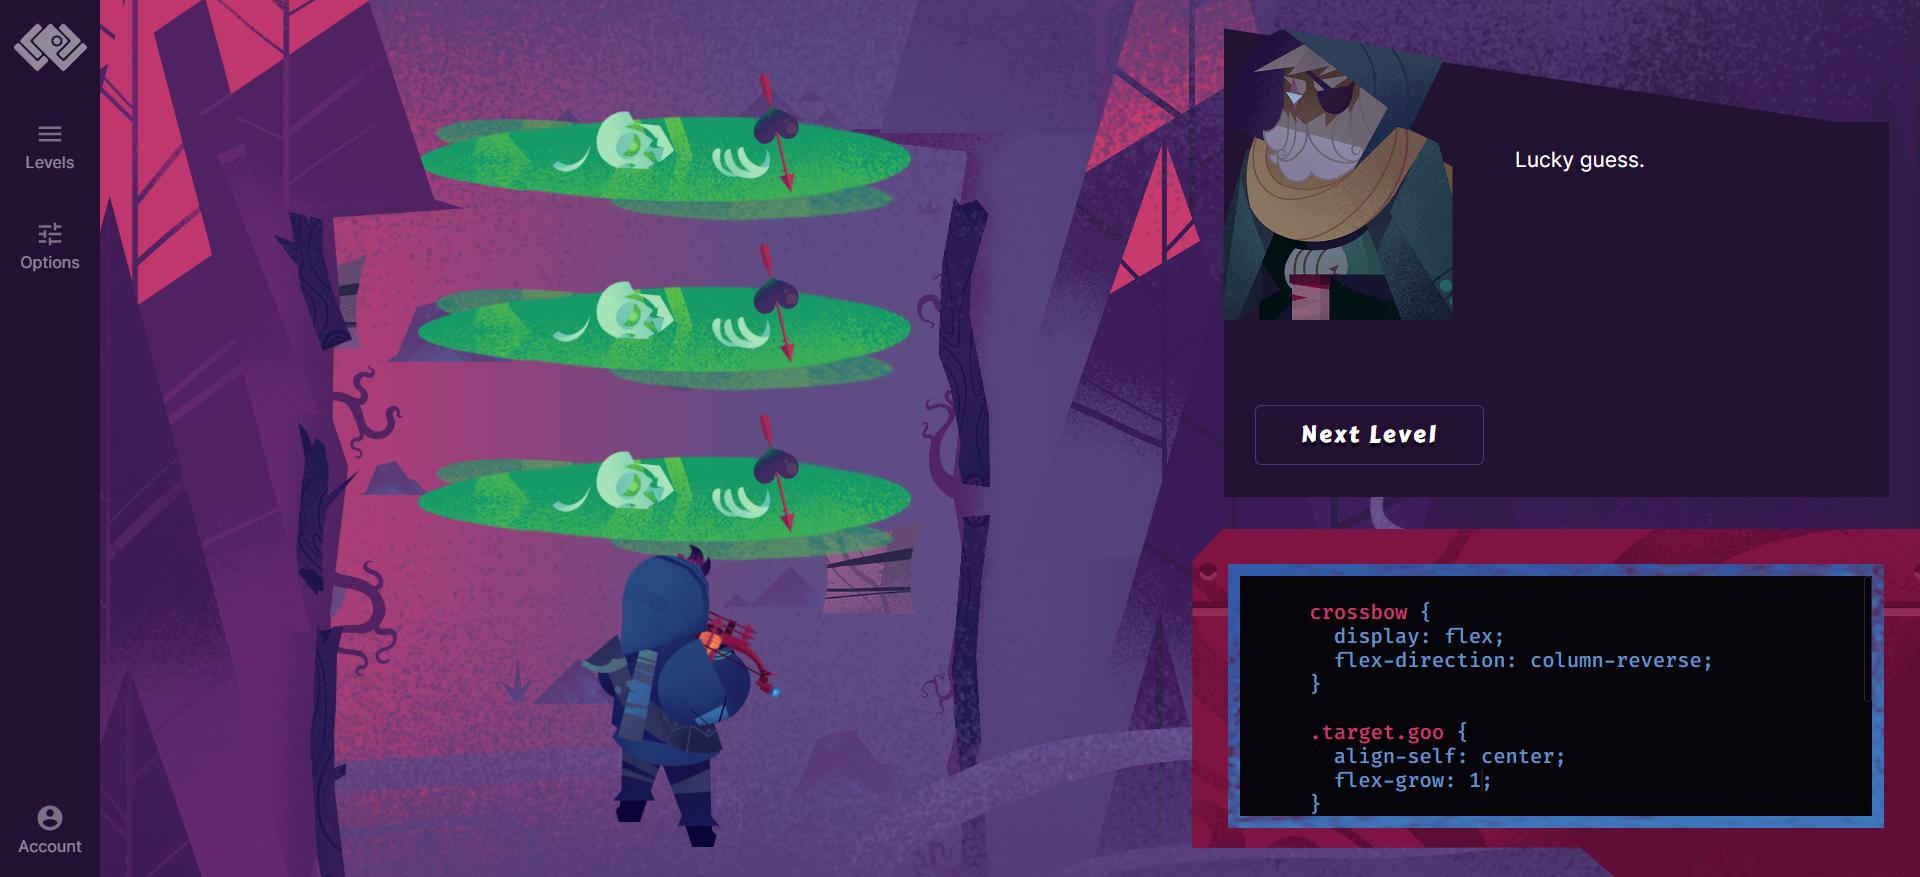 Levels
Options
Account
Lucky guess.
Next Level
crossbow {
display: flex;
flex-direction: column-reverse;
}
.target.goo {
align-self: center;
flex-grow: 1;
}